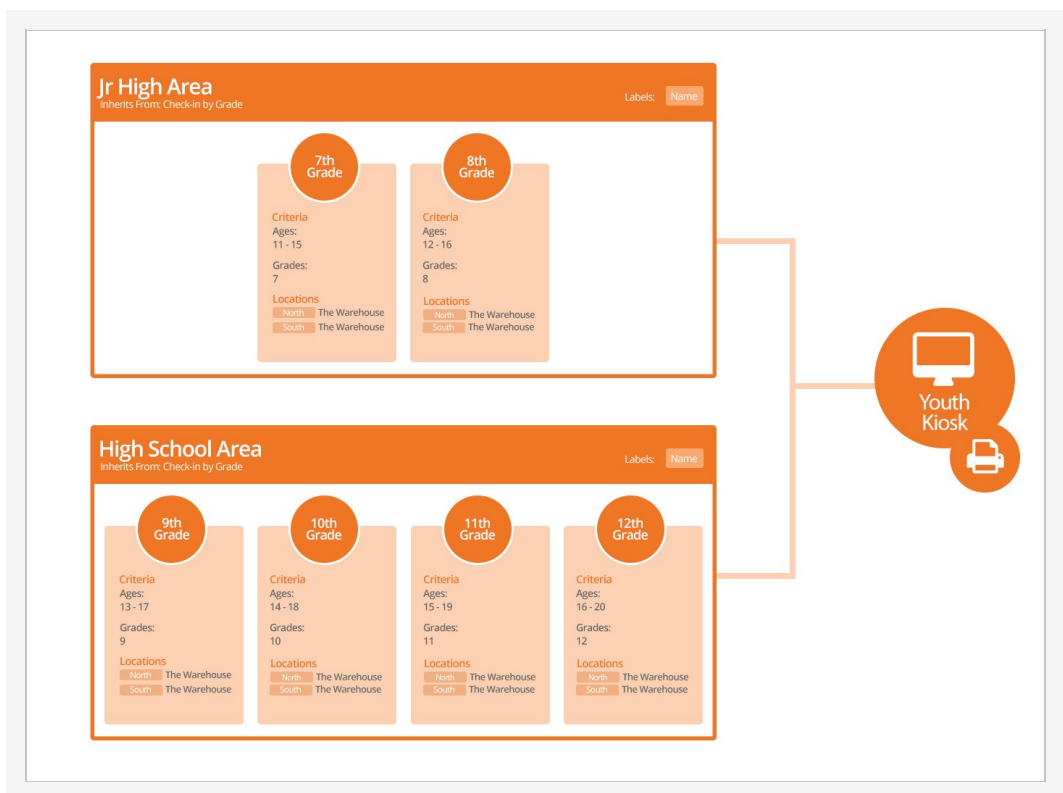 Jr High Area
Inherits From: Check-in by Grade
Labels: Name
7th
Grade
Criteria
Ages:
11 - 15
Grades:
7
Locations
North The Warehouse
South The Warehouse
8th
Grade
Criteria
Ages:
12 - 16
Grades:
8
Locations
North The Warehouse
South The Warehouse
High School Area
Inherits From: Check-in by Grade
Labels: Name
9th
Grade
Criteria
Ages:
13 - 17
Grades:
9
Locations
North The Warehouse
South The Warehouse
10th
Grade
Criteria
Ages:
14 - 18
Grades:
10
Locations
North The Warehouse
South The Warehouse
11th
Grade
Criteria
Ages:
15 - 19
Grades:
11
Locations
North The Warehouse
South The Warehouse
12th
Grade
Criteria
Ages:
16 - 20
Grades:
12
Locations
North The Warehouse
South The Warehouse
Youth
Kiosk